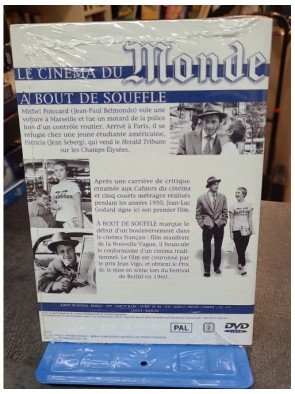 LE CINÉMA DU Monde
A BOUT DE SOUFFLE
Michel Poiccard (Jean-Paul Belmondo) vole une
voiture à Marseille et tue un motard de la police
lors d'un contrôle routier. Arrivé à Paris, il se
réfugie chez une jeune étudiante américaine,
Patricia (Jean Seberg), qui vend le Herald Tribune
sur les Champs-Élysées.
Après une carrière de critique
entamée aux Cahiers du cinéma
et cinq courts métrages réalisés
pendant les années 1950, Jean-Luc
Godard signe ici son premier film.
À BOUT DE SOUFFLE marque le
début d'un bouleversement dans
le cinéma français : film manifeste
de la Nouvelle Vague, il bouscule
le conformisme d'un cinéma tradi-
tionnel. Le film est couronné par
le prix Jean Vigo, et obtient le Prix
de la mise en scène lors du Festival
de Berlin en 1960.
PAL
2
DVD
VIDEO